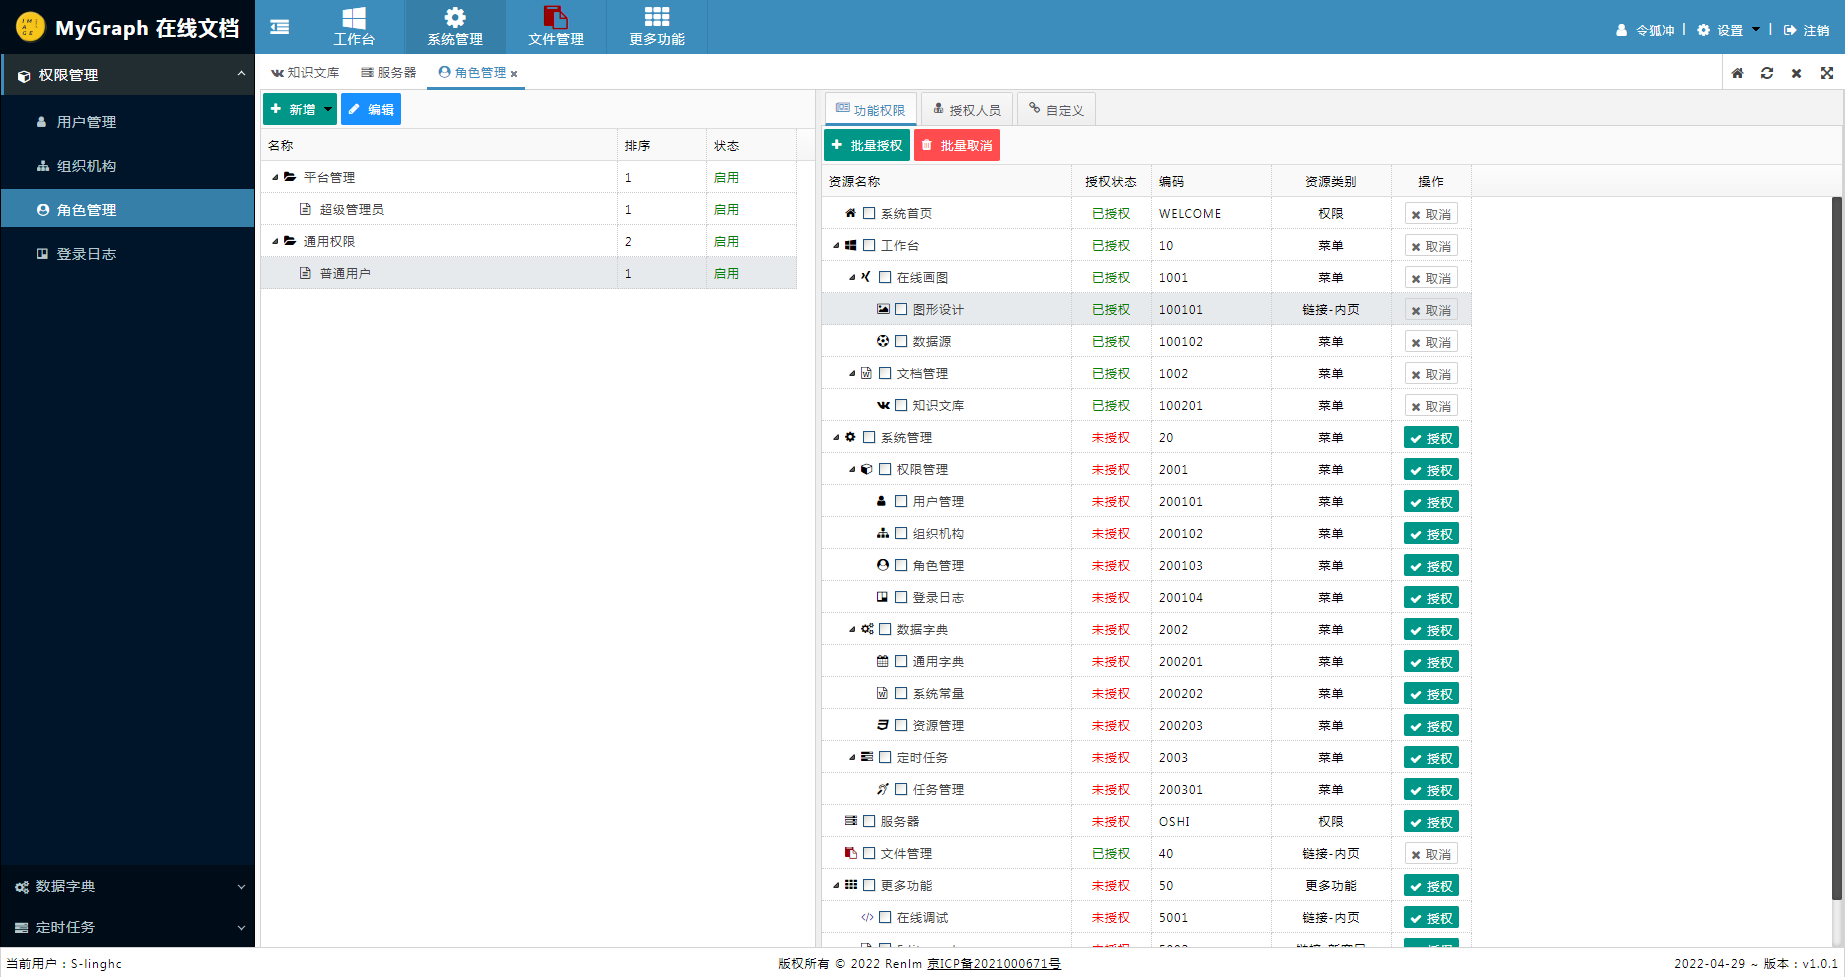 MyGraph 在线文档
工作台
系统管理
文件管理
更多功能
令狐冲 | 设置 | 注销
权限管理
用户管理
组织机构
角色管理
登录日志
数据字典
定时任务
知识文库 服务器 角色管理
新增 编辑
名称 排序 状态
平台管理 1 启用
超级管理员 1 启用
通用权限 2 启用
普通用户 1 启用
功能权限 授权人员 自定义
批量授权 批量取消
资源名称 授权状态 编码 资源类别 操作
系统首页 已授权 WELCOME 权限 取消
工作台 已授权 10 菜单 取消
在线画图 已授权 1001 菜单 取消
图形设计 已授权 100101 链接-内页 取消
数据源 已授权 100102 菜单 取消
文档管理 已授权 1002 菜单 取消
知识文库 已授权 100201 菜单 取消
系统管理 未授权 20 菜单 授权
权限管理 未授权 2001 菜单 授权
用户管理 未授权 200101 菜单 授权
组织机构 未授权 200102 菜单 授权
角色管理 未授权 200103 菜单 授权
登录日志 未授权 200104 菜单 授权
数据字典 未授权 2002 菜单 授权
通用字典 未授权 200201 菜单 授权
系统常量 未授权 200202 菜单 授权
资源管理 未授权 200203 菜单 授权
定时任务 未授权 2003 菜单 授权
任务管理 未授权 200301 菜单 授权
服务器 未授权 OSHI 权限 授权
文件管理 已授权 40 链接-内页 取消
更多功能 未授权 50 更多功能 授权
在线调试 未授权 5001 链接-内页 授权
当前用户：S-linghc
版权所有 © 2022 Renlm 京ICP备2021000671号
2022-04-29 ~ 版本：v1.0.1